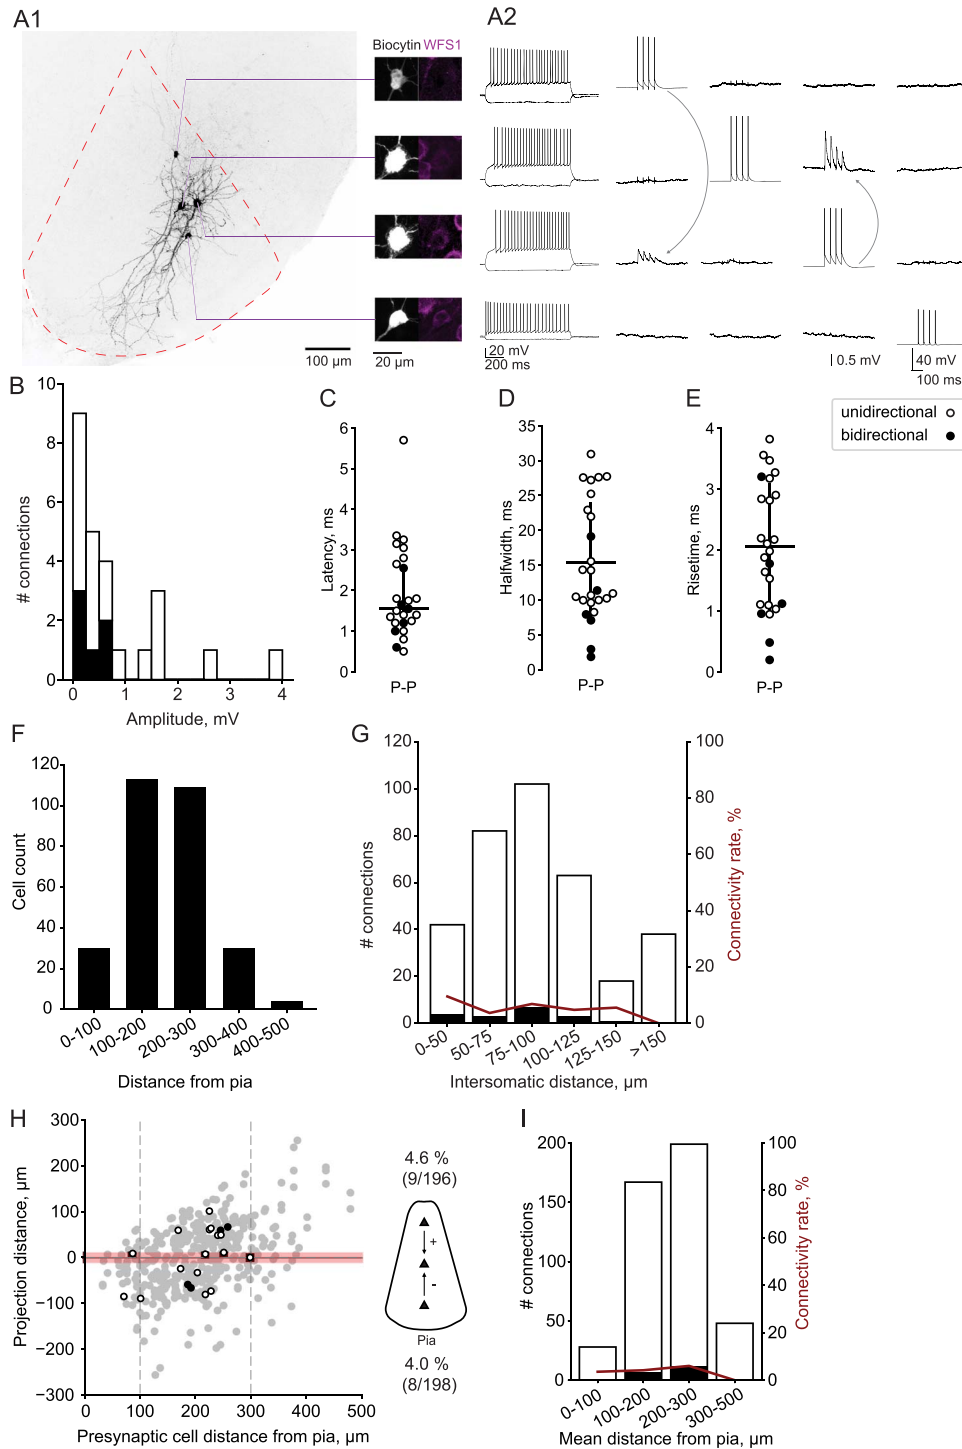 A1
A2
Biocytin WFS1
100 µm
20 µm
20 mV
200 ms
0.5 mV
40 mV
100 ms
B
# connections
10
8
6
4
2
0
0 1 2 3 4
Amplitude, mV
C
Latency, ms
6
5
4
3
2
1
0
P-P
D
Halfwidth, ms
35
30
25
20
15
10
5
0
P-P
E
Risetime, ms
4
3
2
1
0
P-P
unidirectional
bidirectional
F
Cell count
120
100
80
60
40
20
0
0-100 100-200 200-300 300-400 400-500
Distance from pia
G
# connections
120
100
80
60
40
20
0
100
80
60
40
20
0
Connectivity rate, %
0-50 50-75 75-100 100-125 125-150 >150
Intersomatic distance, µm
H
Projection distance, µm
300
200
100
0
−100
−200
−300
0 100 200 300 400 500
Presynaptic cell distance from pia, µm
4.6 %
(9/196)
+
-
Pia
4.0 %
(8/198)
I
# connections
200
150
100
50
0
100
80
60
40
20
0
Connectivity rate, %
0-100 100-200 200-300 300-500
Mean distance from pia, µm